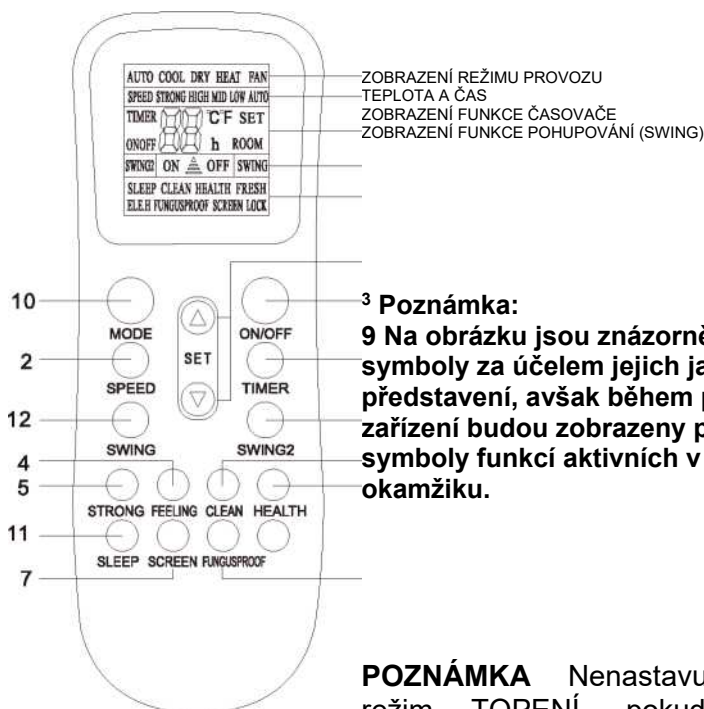 AUTO COOL DRY HEAT FAN
SPEED STRONG HIGH MID LOW AUTO
TIMER °C°F SET
ONOFF h ROOM
SWING2 ON OFF SWING
SLEEP CLEAN HEALTH FRESH
ELE.H FUNGUSPROOF SCREEN LOCK
ZOBRAZENÍ REŽIMU PROVOZU
TEPLOTA A ČAS
ZOBRAZENÍ FUNKCE ČASOVAČE
ZOBRAZENÍ FUNKCE POHUPOVÁNÍ (SWING)
10
MODE
ON/OFF
SET
2
SPEED
TIMER
12
SWING
SWING2
4
5
STRONG FEELING CLEAN HEALTH
11
SLEEP SCREEN FUNGUSPROOF
7
3 Poznámka:
9 Na obrázku jsou znázorně
symboly za účelem jejich ja
představení, avšak během p
zařízení budou zobrazeny p
symboly funkcí aktivních v
okamžiku.
POZNÁMKA Nenastavu
režim TOPENÍ, pokud